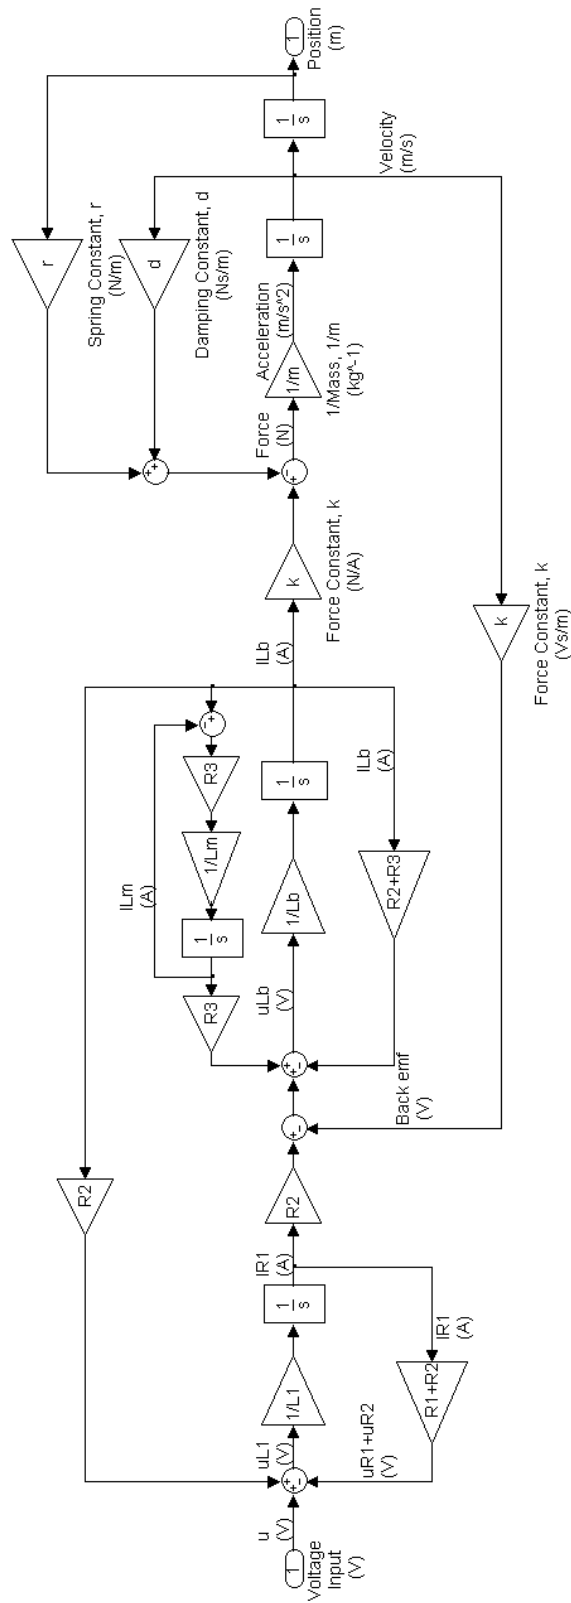 1
Voltage
Input
(V)
u
(V)
+
+
-
uL1
(V)
1/L1
1
s
IR1
(A)
IR1
(A)
R1+R2
uR1+uR2
(V)
R2
R2
+
-
Back emf
(V)
+
+
-
uLb
(V)
1/Lb
1
s
R3
1
s
1/Lm
R3
-
+
ILm
(A)
ILb
(A)
R2+R3
ILb
(A)
k
Force Constant, k
(N/A)
+
-
Force
(N)
1/m
1/Mass, 1/m
(kg^-1)
Acceleration
(m/s^2)
1
s
Velocity
(m/s)
1
s
1
Position
(m)
r
Spring Constant, r
(N/m)
d
Damping Constant, d
(Ns/m)
+
+
k
Force Constant, k
(Vs/m)